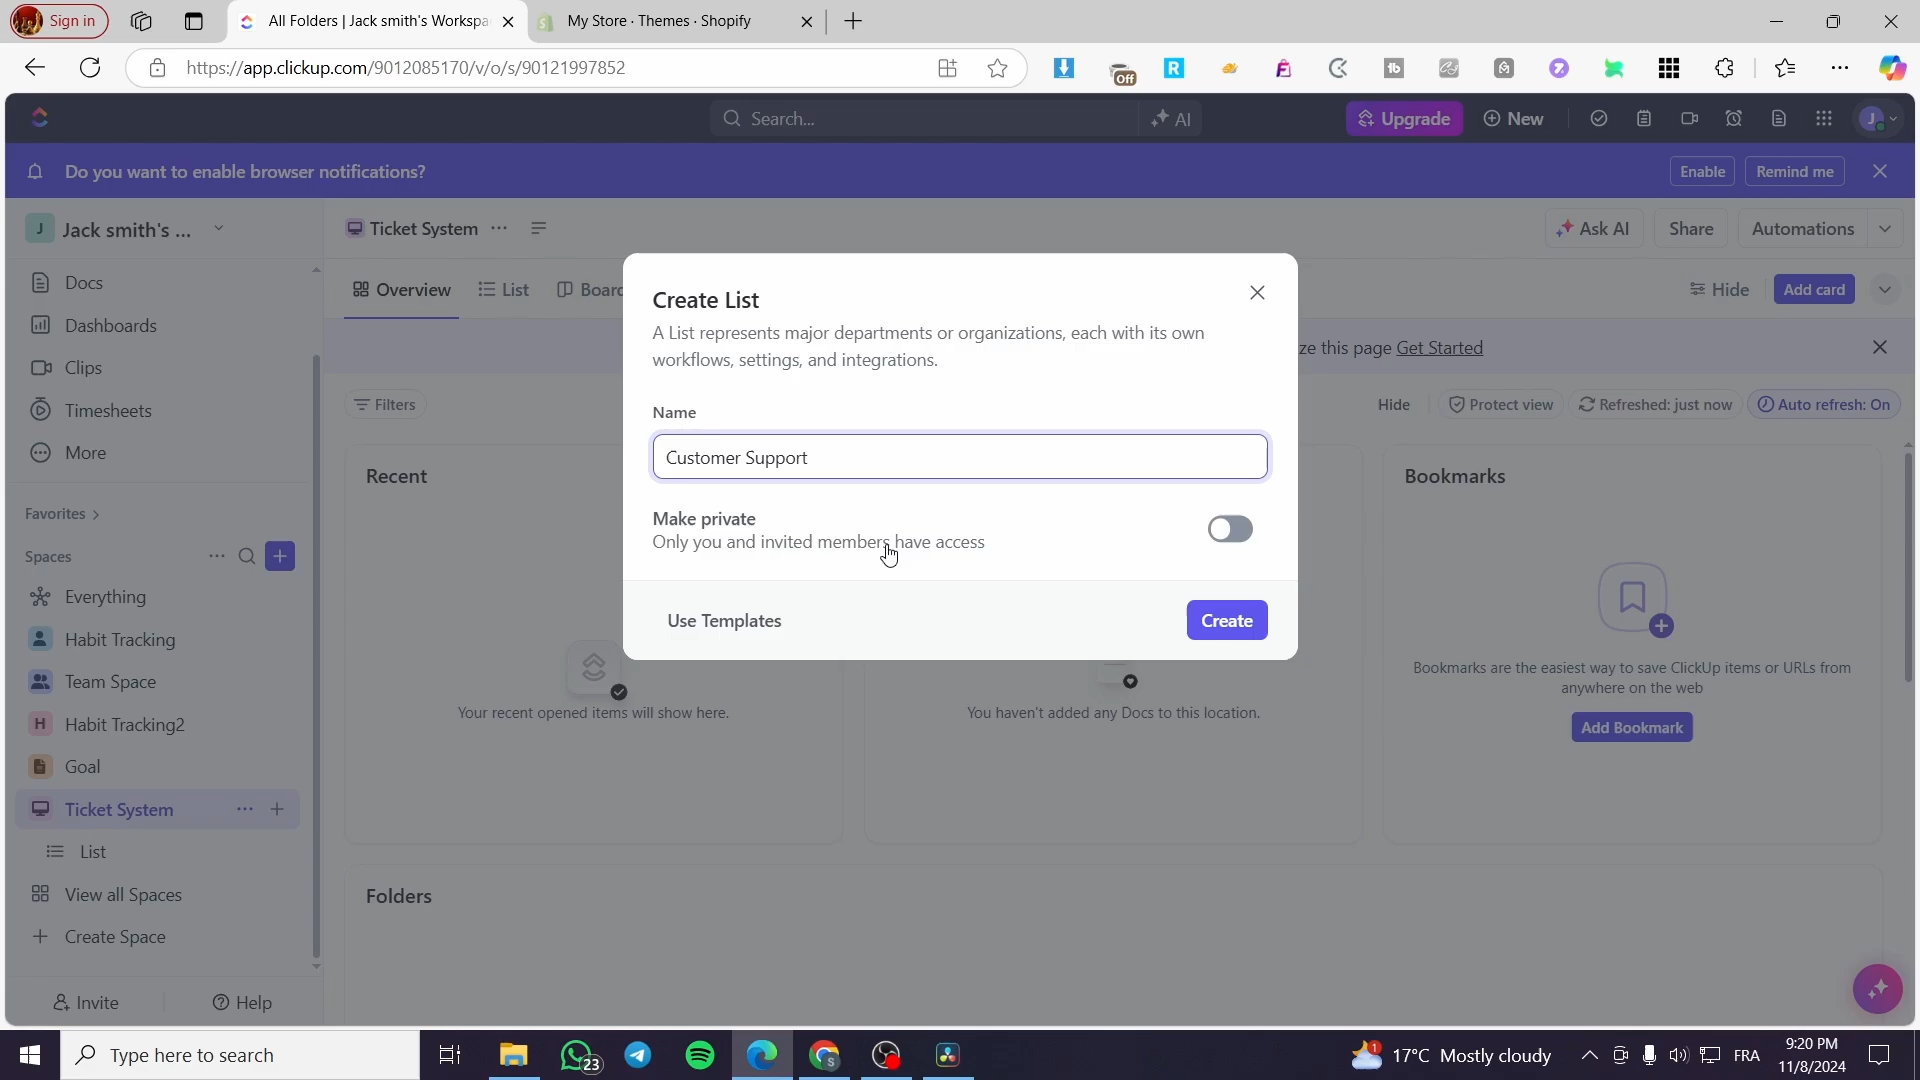 Sign in
All Folders | Jack smith's Workspa
My Store · Themes · Shopify
https://app.clickup.com/9012085170/v/o/s/90121997852
Off
Search...
AI
Upgrade
New
J
Do you want to enable browser notifications?
Enable
Remind me
J Jack smith's ...
Ticket System
Ask AI
Share
Automations
Docs
Dashboards
Clips
Timesheets
More
Favorites
Spaces
Everything
Habit Tracking
Team Space
H Habit Tracking2
Goal
Ticket System
List
View all Spaces
Create Space
Invite
Help
Overview
List
Boar
Hide
Add card
ze this page Get Started
Filters
Hide
Protect view
Refreshed: just now
Auto refresh: On
Create List
A List represents major departments or organizations, each with its own
workflows, settings, and integrations.
Name
Customer Support
Make private
Only you and invited members have access
Use Templates
Create
Recent
Your recent opened items will show here.
You haven't added any Docs to this location.
Bookmarks
Bookmarks are the easiest way to save ClickUp items or URLs from
anywhere on the web
Add Bookmark
Folders
Type here to search
23
17°C Mostly cloudy
FRA
9:20 PM
11/8/2024